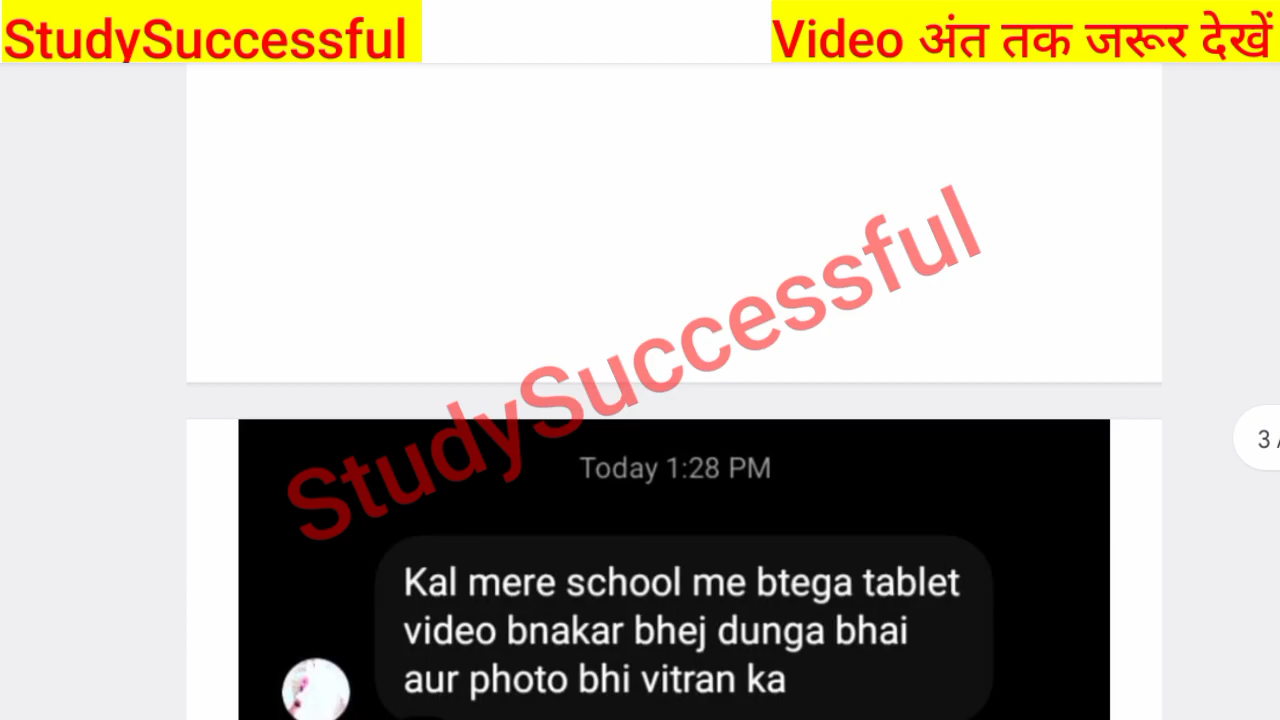 StudySuccessful
Video अंत तक जरूर देखें
StudySuccessful
3 /
Today 1:28 PM
Kal mere school me btega tablet
video bnakar bhej dunga bhai
aur photo bhi vitran ka